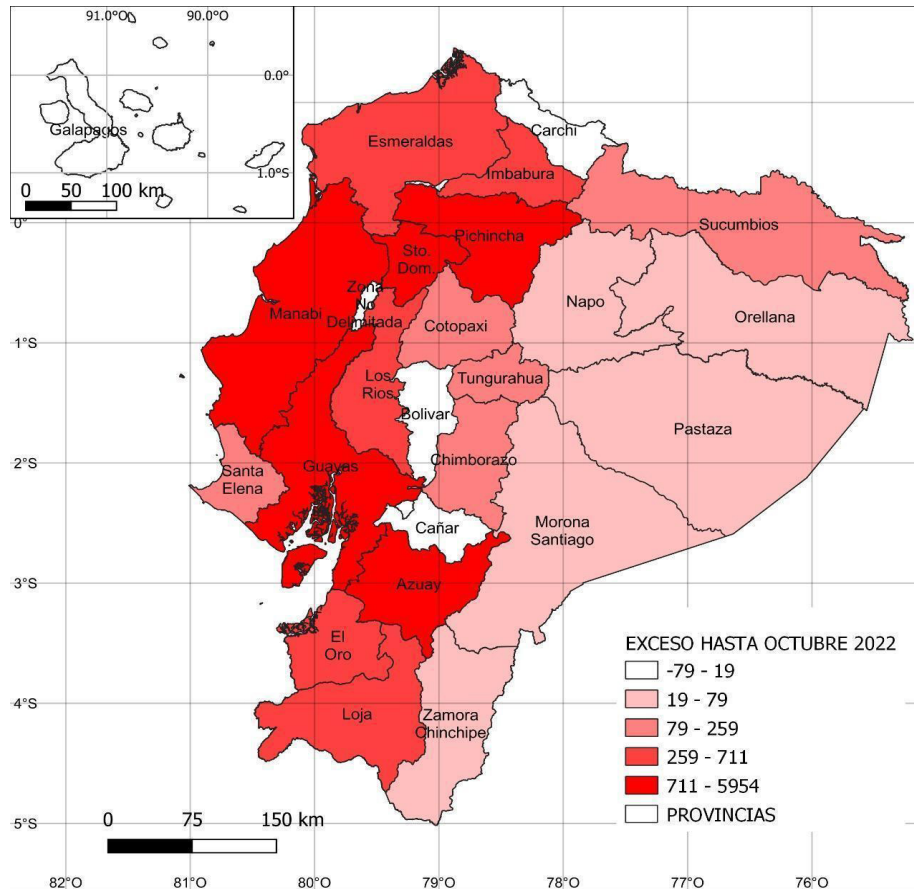 91.0°O 90.0°O
0.0°
Galapagos
1.0°S
0 50 100 km
0°
1°S
2°S
3°S
4°S
5°S
Esmeraldas
Carchi
Imbabura
Sucumbios
Pichincha
Sto.
Dom.
Zona
No
Delimitada
Manabi
Cotopaxi
Napo
Orellana
Los
Rios
Tungurahua
Bolivar
Pastaza
Santa
Elena
Guayas
Chimborazo
Cañar
Morona
Santiago
Azuay
El
Oro
Loja
Zamora
Chinchipe
EXCESO HASTA OCTUBRE 2022
-79 - 19
19 - 79
79 - 259
259 - 711
711 - 5954
PROVINCIAS
0 75 150 km
82°O 81°O 80°O 79°O 78°O 77°O 76°O